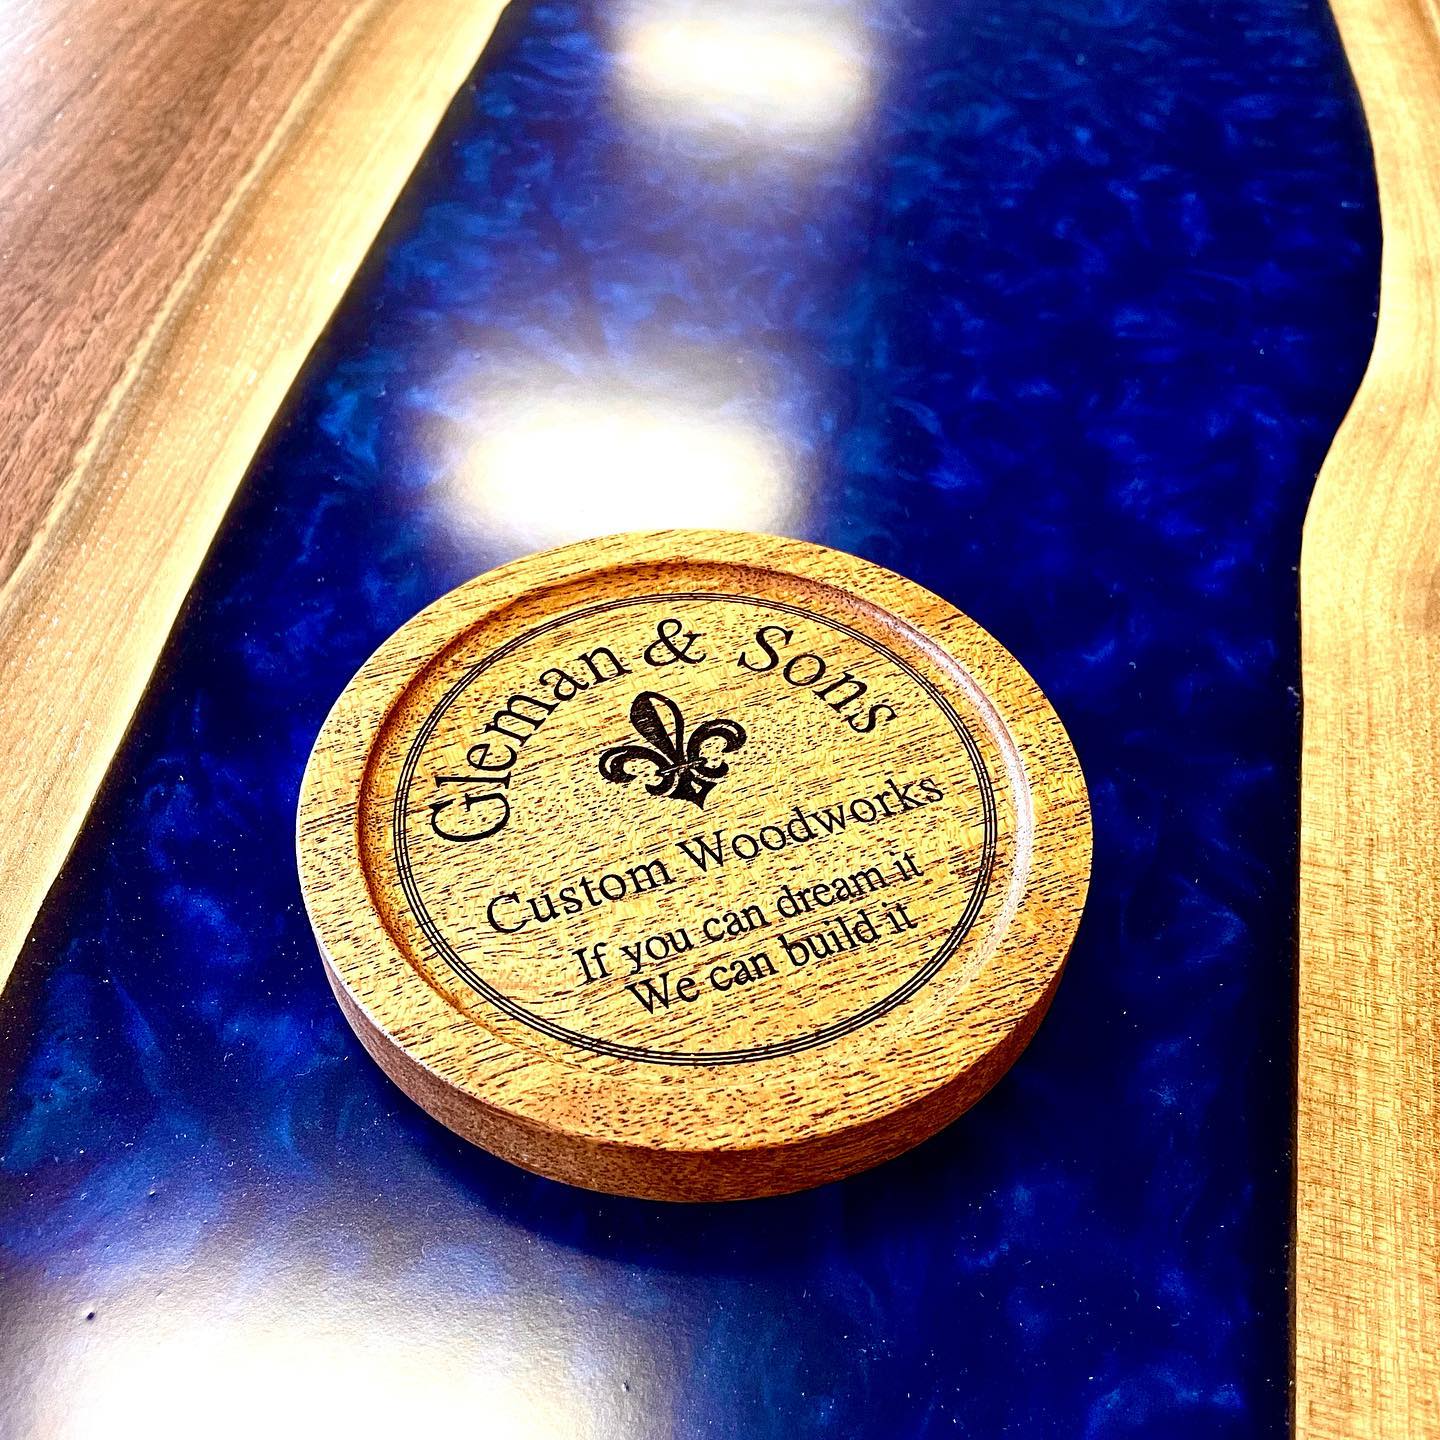 Gleman & Sons
Custom Woodworks
If you can dream it
We can build it